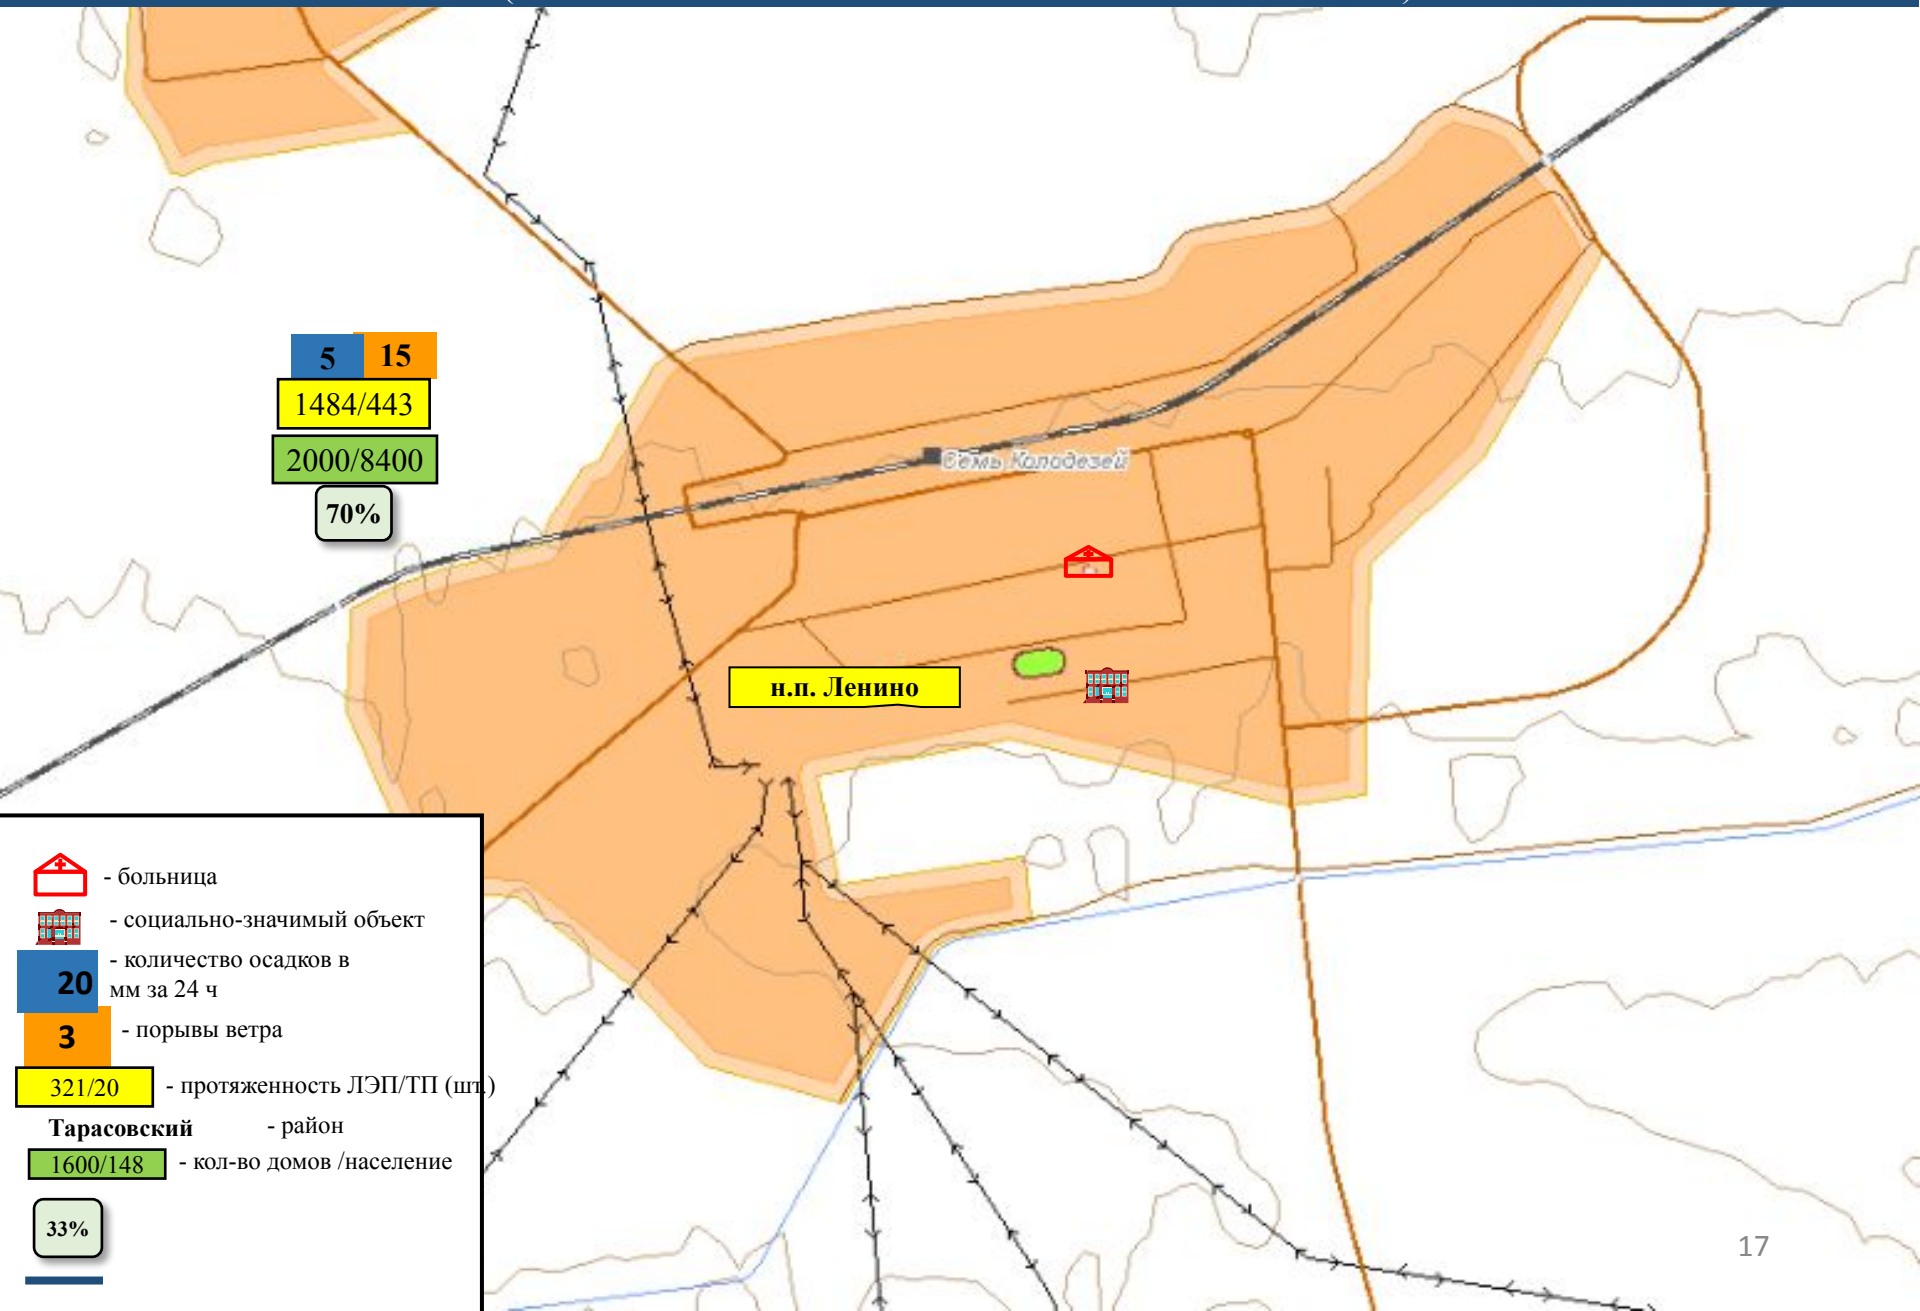 5 15
1484/443
2000/8400
70%
Семь Колодезей
н.п. Ленино
- больница
- социально-значимый объект
20 - количество осадков в
мм за 24 ч
3 - порывы ветра
321/20 - протяженность ЛЭП/ТП (шт.)
Тарасовский - район
1600/148 - кол-во домов /население
33%
17